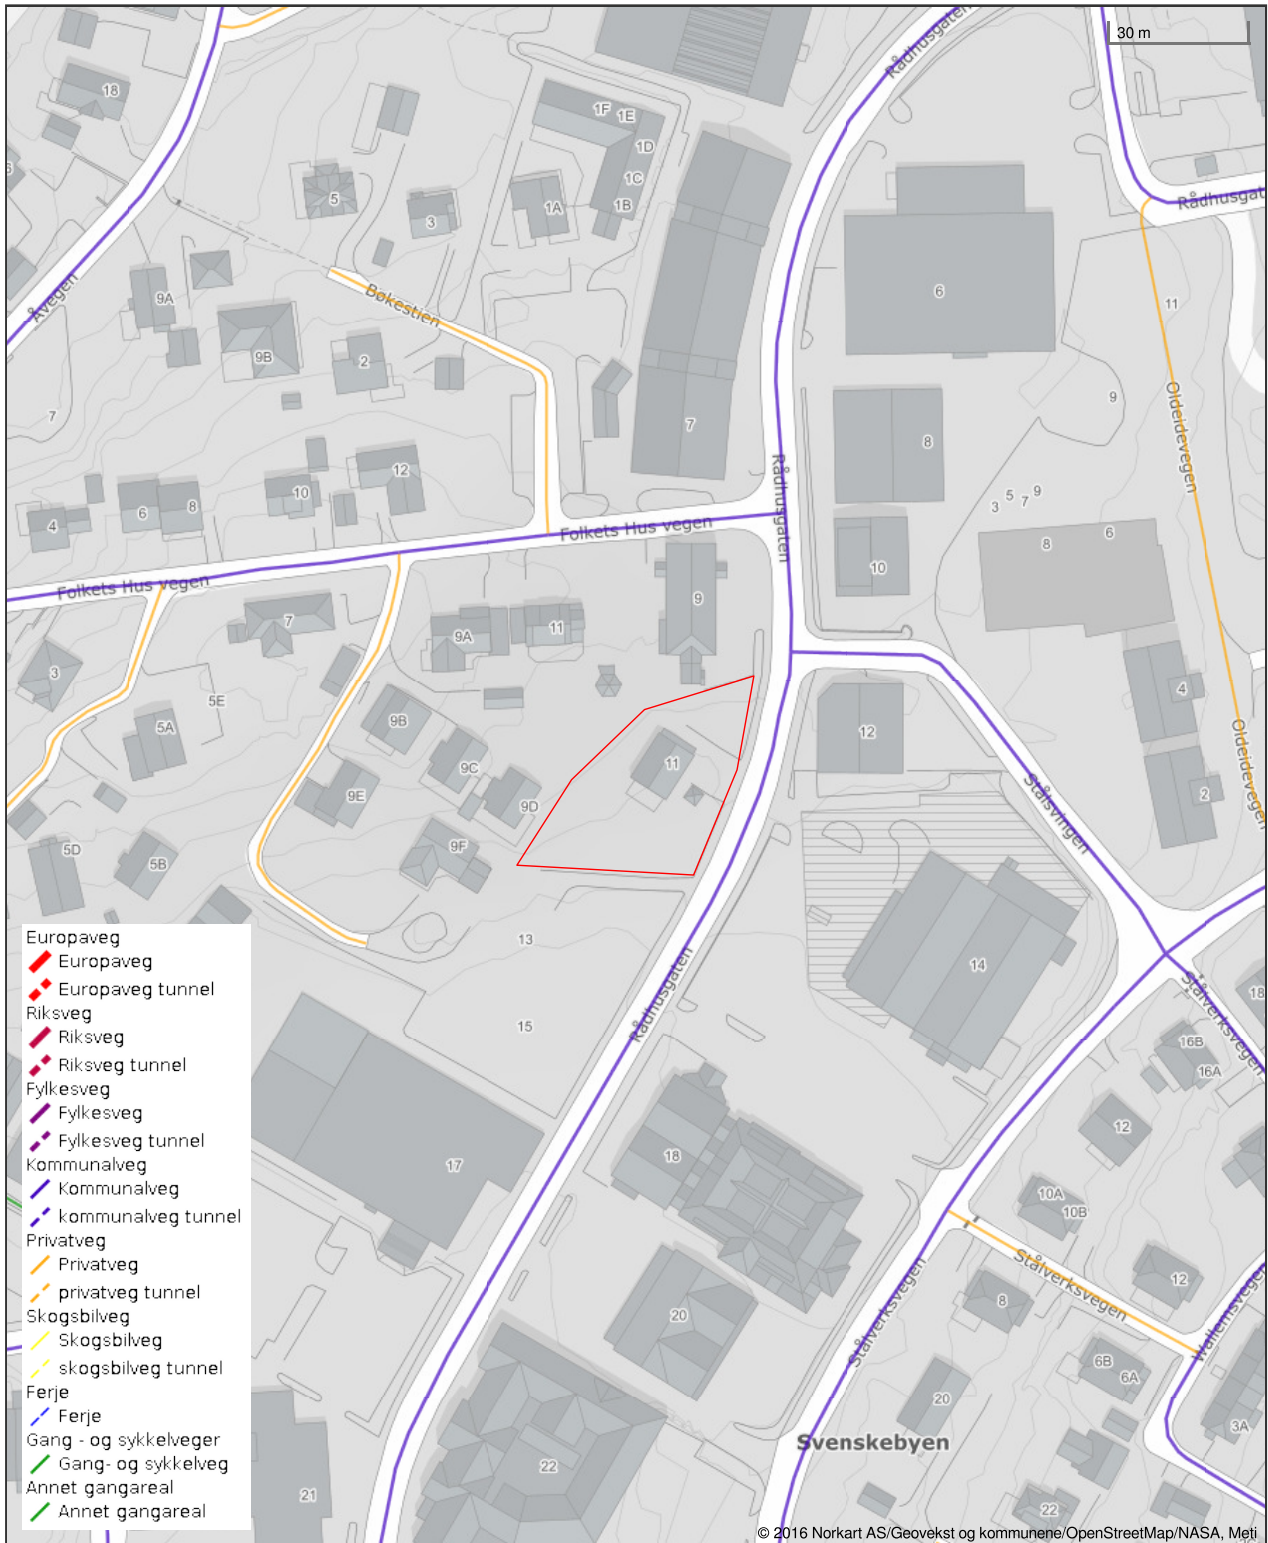 Rådhusgaten
30 m
18
1F
1E
1D
1C
1B
1A
5
3
Rådhusgat
Åvegen
9A
9B
2
Bøkestien
6
11
7
7
8
9
Oldeidevegen
Rådhusgaten
4
6
8
10
12
3
5
7
9
8
6
10
Folkets Hus vegen
Folkets Hus vegen
7
9A
11
9
3
5E
5A
9B
9C
9D
9E
9F
11
12
4
2
Oldeidevegen
Stålsvingen
5D
5B
13
15
14
Rådhusgaten
18
Stålverksvegen
16B
16A
12
17
18
10A
10B
Stålverksvegen
12
8
Wallemsvegen
20
Stålverksvegen
6B
6A
20
3A
Svenskebyen
22
21
22
Europaveg
Europaveg
Europaveg tunnel
Riksveg
Riksveg
Riksveg tunnel
Fylkesveg
Fylkesveg
Fylkesveg tunnel
Kommunalveg
Kommunalveg
kommunalveg tunnel
Privatveg
Privatveg
privatveg tunnel
Skogsbilveg
Skogsbilveg
skogsbilveg tunnel
Ferje
Ferje
Gang - og sykkelveger
Gang- og sykkelveg
Annet gangareal
Annet gangareal
© 2016 Norkart AS/Geovekst og kommunene/OpenStreetMap/NASA, Meti